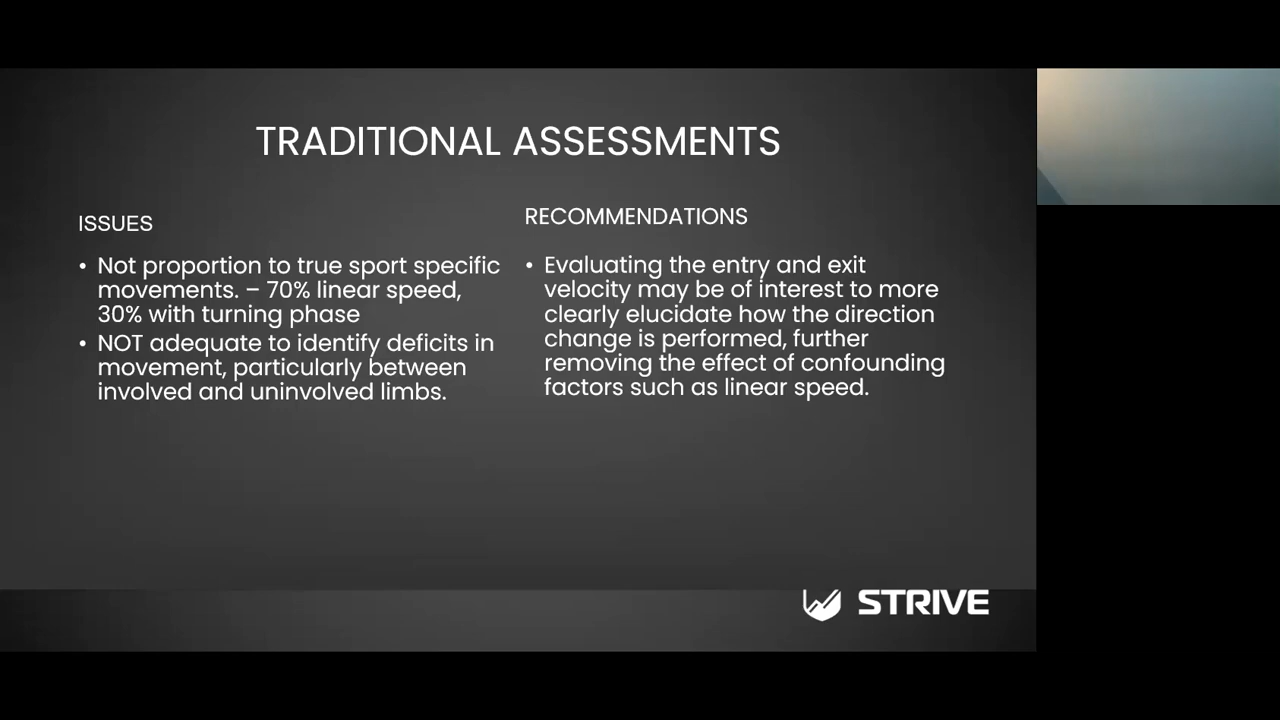 TRADITIONAL ASSESSMENTS
ISSUES
• Not proportion to true sport specific
movements. – 70% linear speed,
30% with turning phase
• NOT adequate to identify deficits in
movement, particularly between
involved and uninvolved limbs.
RECOMMENDATIONS
• Evaluating the entry and exit
velocity may be of interest to more
clearly elucidate how the direction
change is performed, further
removing the effect of confounding
factors such as linear speed.
STRIVE